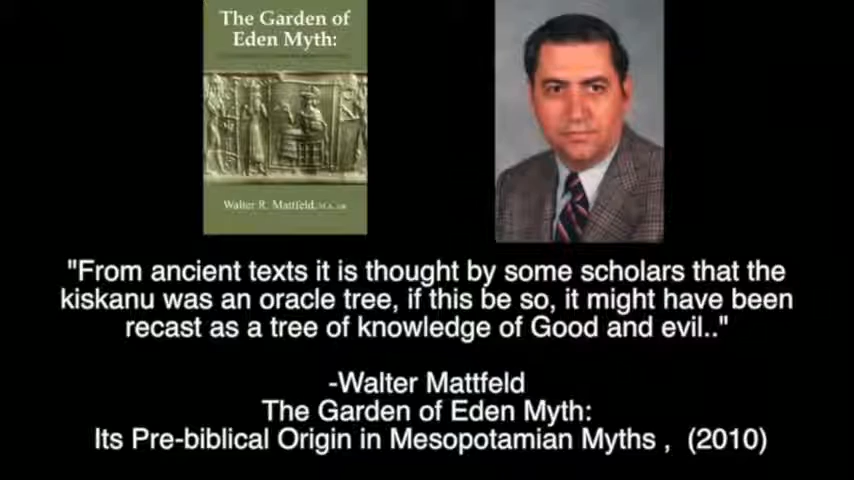 The Garden of
Eden Myth:
Walter R. Mattfeld,
"From ancient texts it is thought by some scholars that the
kiskanu was an oracle tree, if this be so, it might have been
recast as a tree of knowledge of Good and evil.."
-Walter Mattfeld
The Garden of Eden Myth:
Its Pre-biblical Origin in Mesopotamian Myths , (2010)